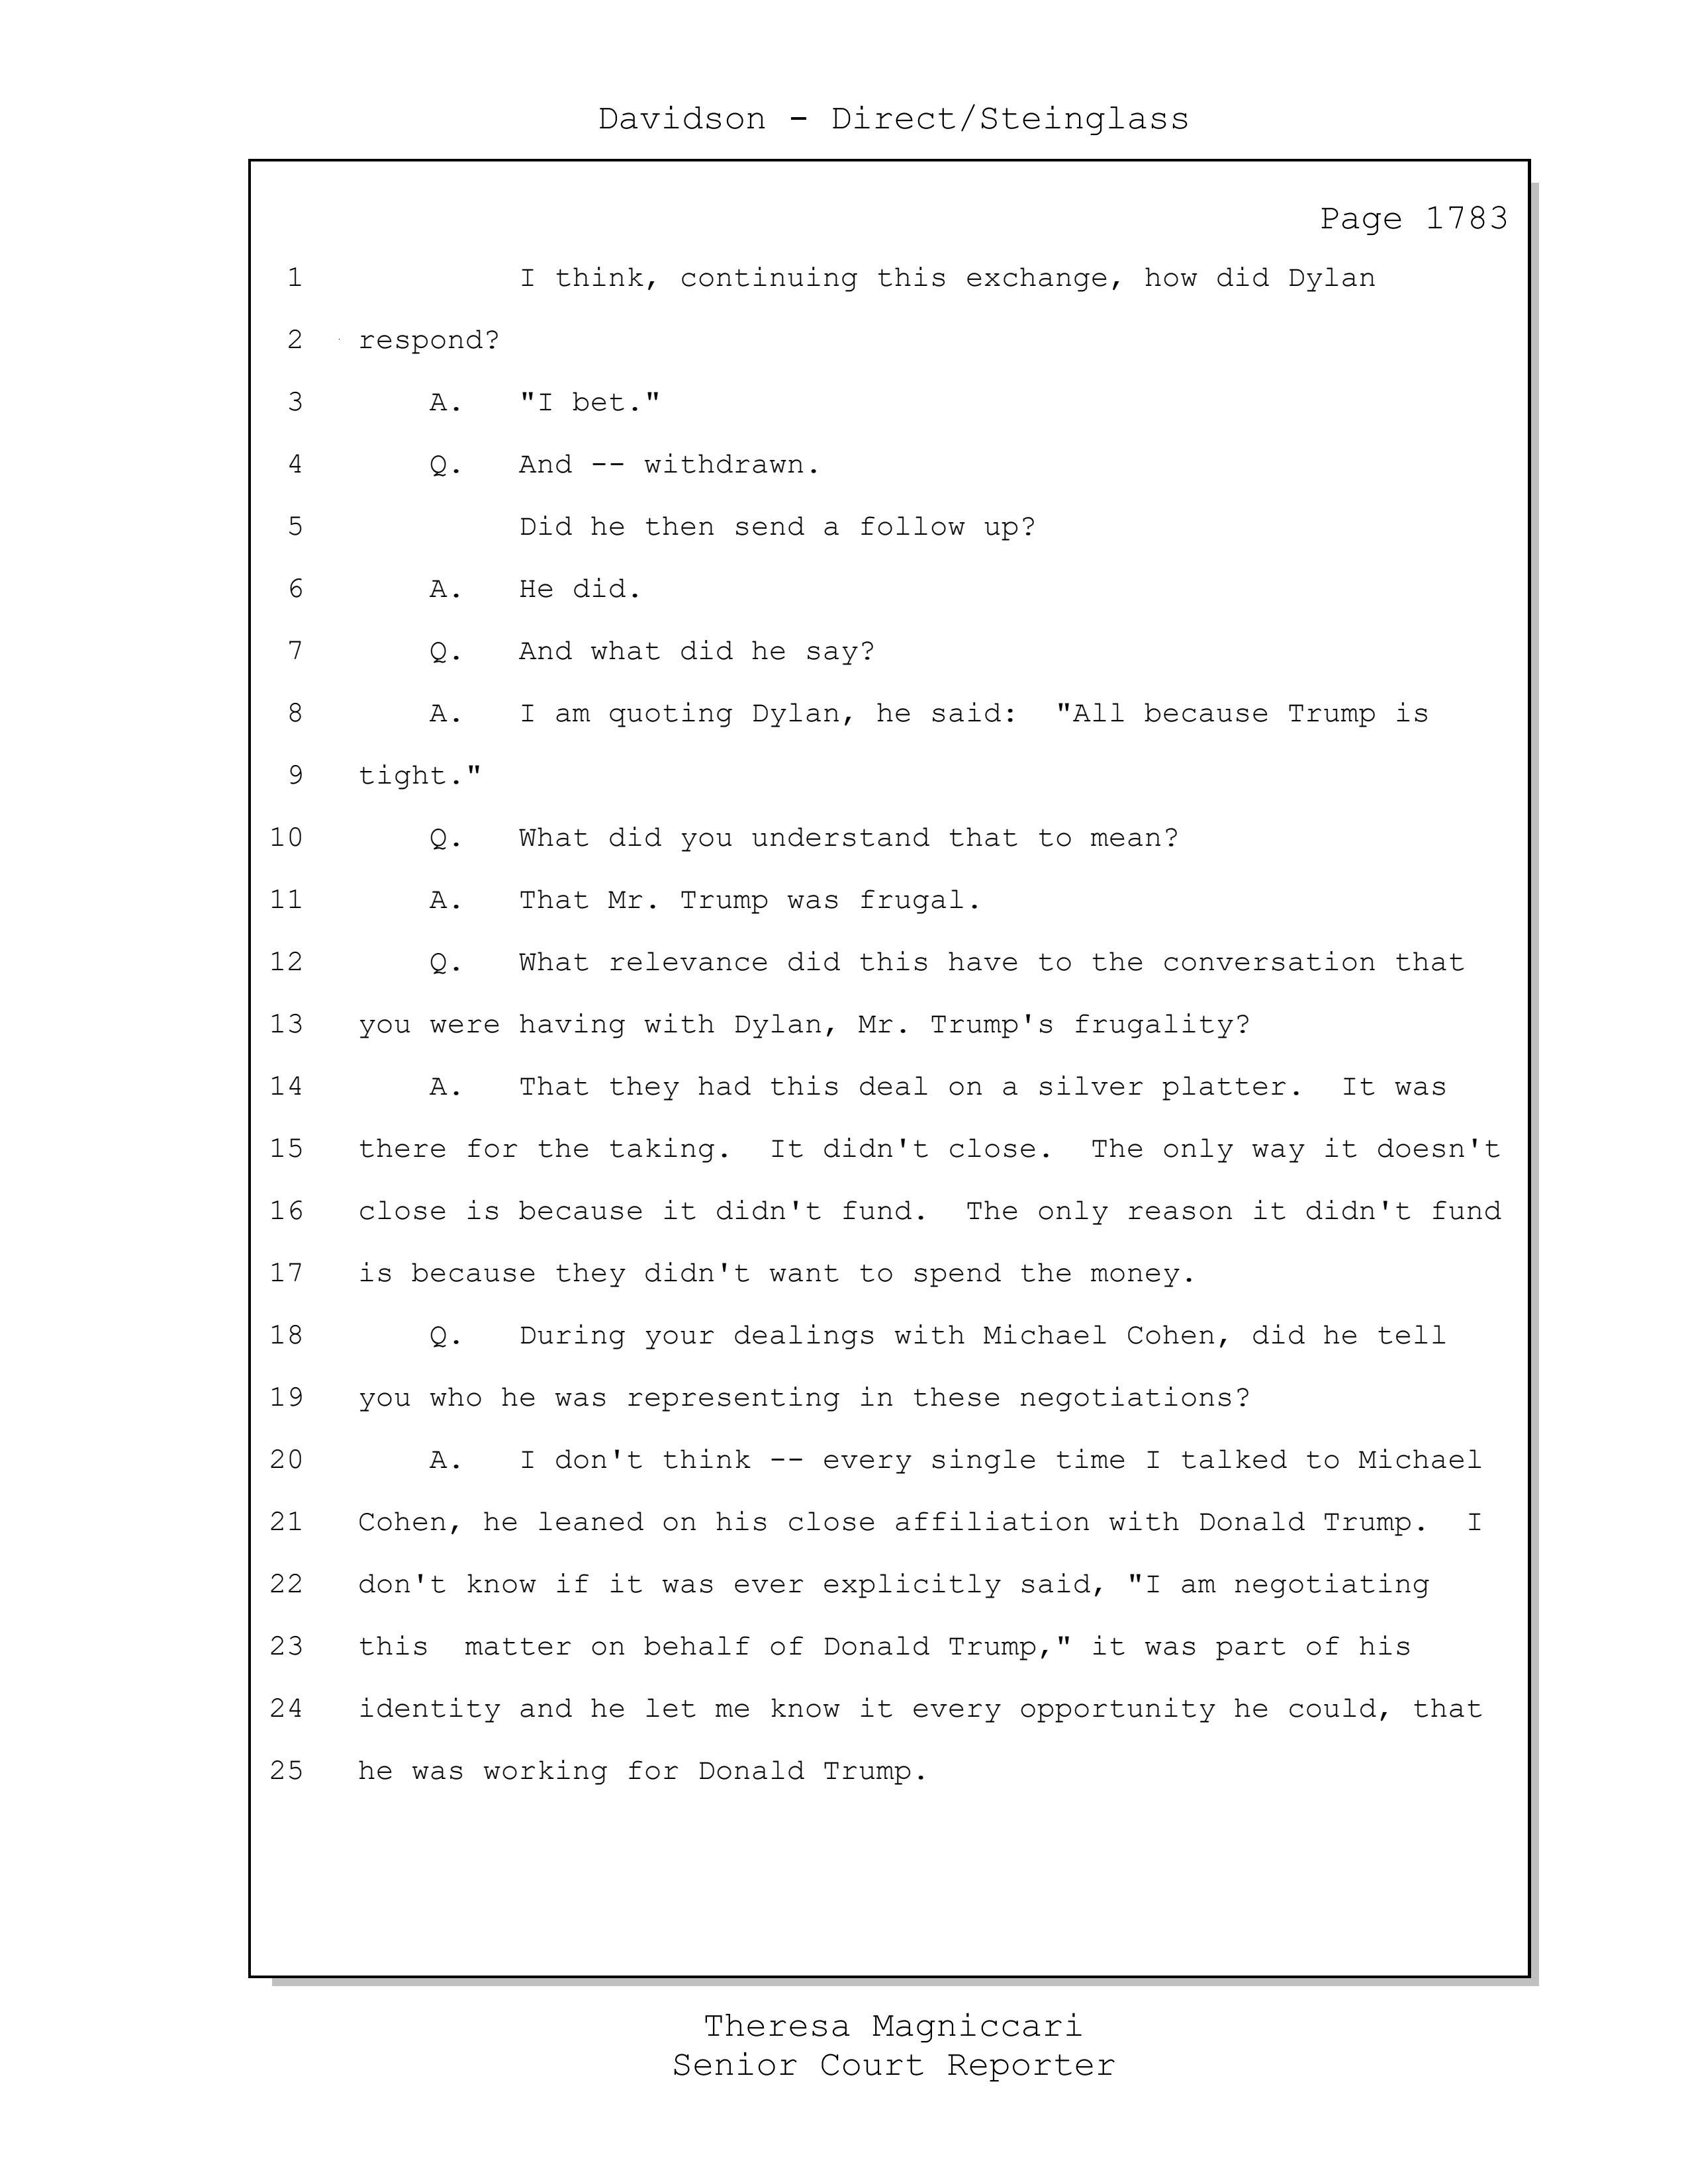 Davidson - Direct/Steinglass
Page 1783
1 I think, continuing this exchange, how did Dylan
2 respond?
3 A. "I bet."
4 Q. And -- withdrawn.
5 Did he then send a follow up?
6 A. He did.
7 Q. And what did he say?
8 A. I am quoting Dylan, he said: "All because Trump is
9 tight."
10 Q. What did you understand that to mean?
11 A. That Mr. Trump was frugal.
12 Q. What relevance did this have to the conversation that
13 you were having with Dylan, Mr. Trump's frugality?
14 A. That they had this deal on a silver platter. It was
15 there for the taking. It didn't close. The only way it doesn't
16 close is because it didn't fund. The only reason it didn't fund
17 is because they didn't want to spend the money.
18 Q. During your dealings with Michael Cohen, did he tell
19 you who he was representing in these negotiations?
20 A. I don't think -- every single time I talked to Michael
21 Cohen, he leaned on his close affiliation with Donald Trump. I
22 don't know if it was ever explicitly said, "I am negotiating
23 this matter on behalf of Donald Trump," it was part of his
24 identity and he let me know it every opportunity he could, that
25 he was working for Donald Trump.
Theresa Magniccari
Senior Court Reporter